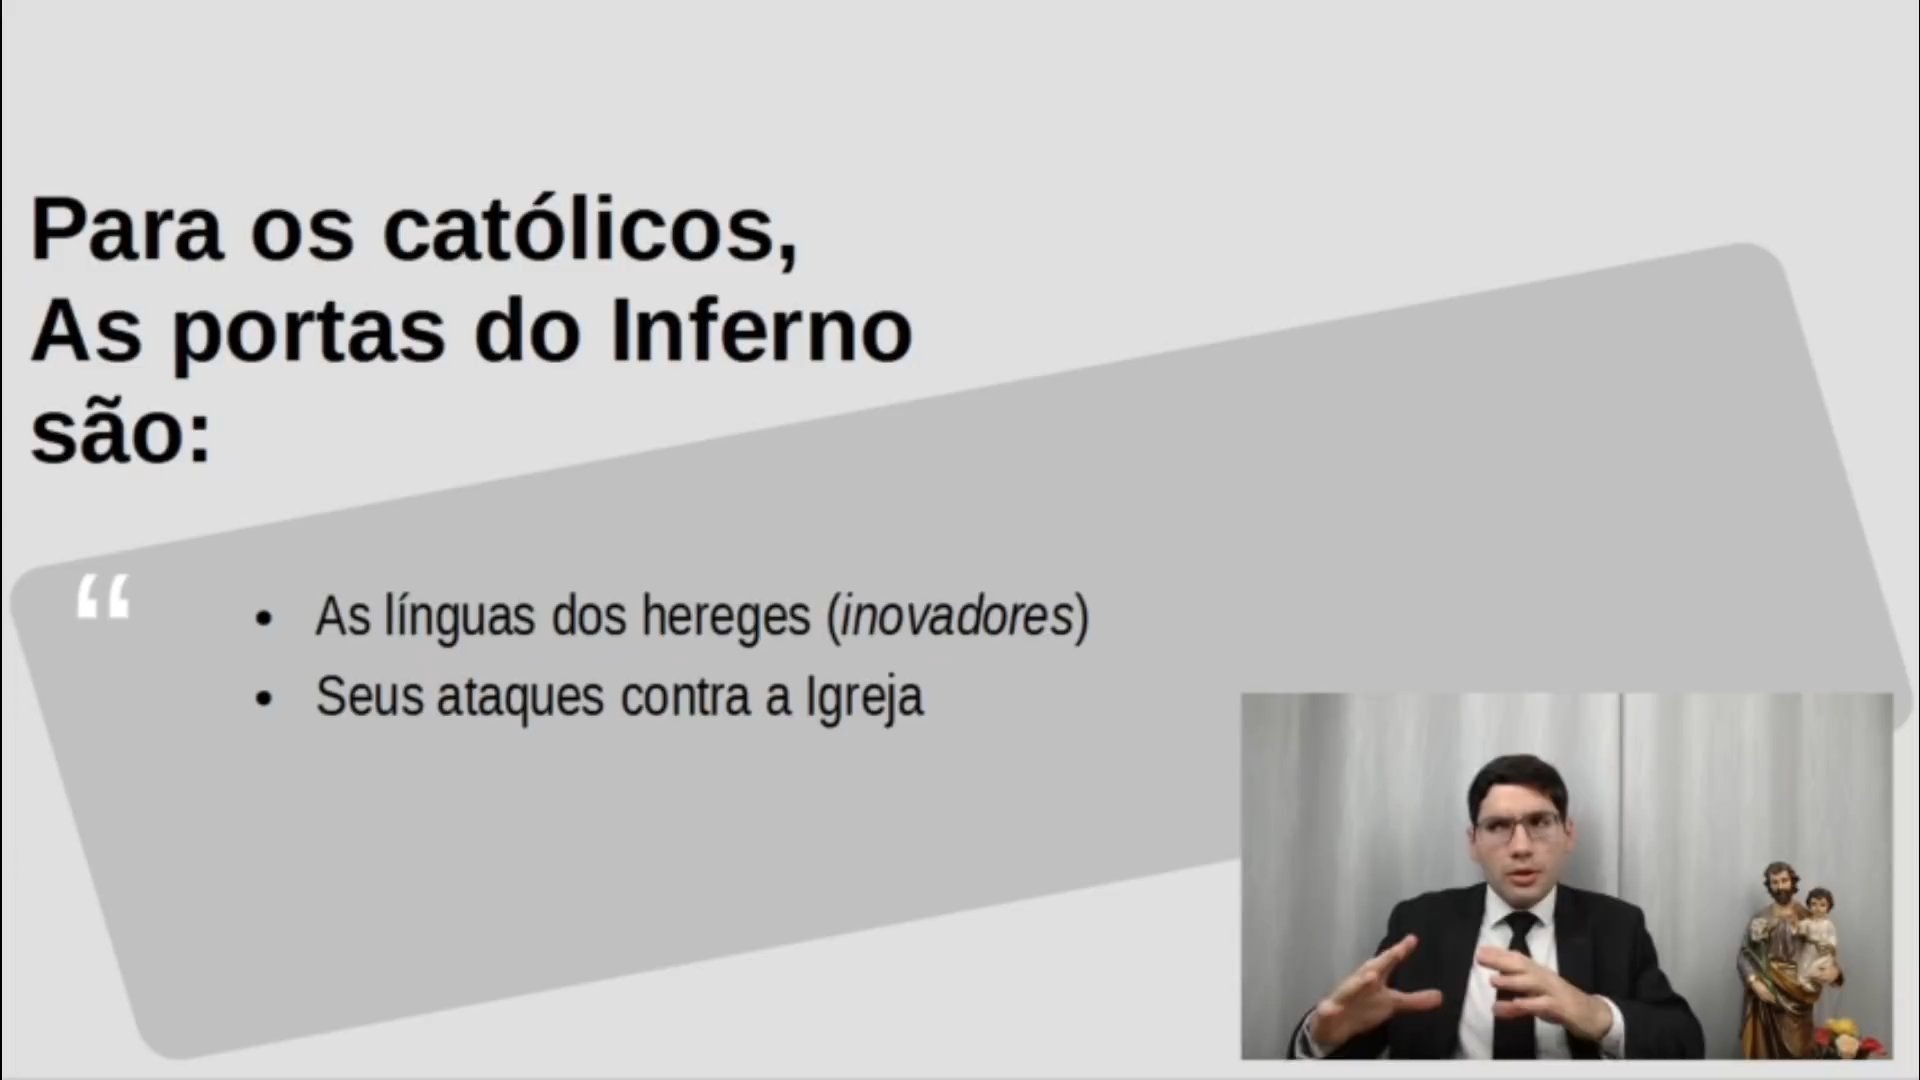 Para os católicos,
As portas do Inferno
são:
“
• As línguas dos hereges (inovadores)
• Seus ataques contra a Igreja